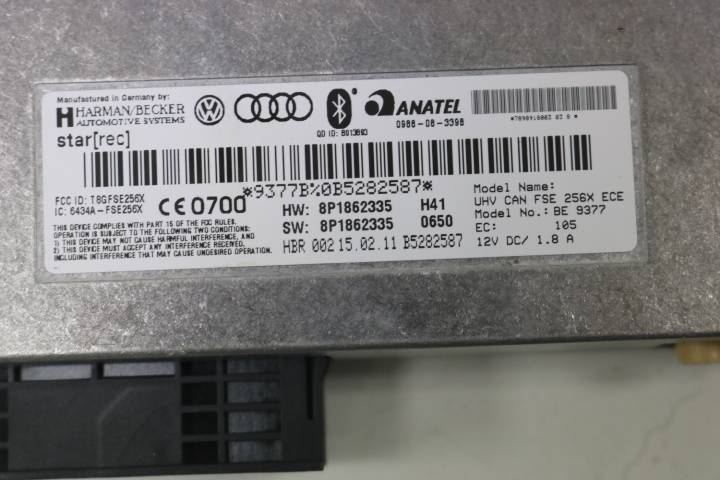 Manufactured in Germany by:
HARMAN/BECKER
AUTOMOTIVE SYSTEMS
star[rec]
QD ID: B013893
ANATEL
0988-08-3398
*9377B%0B5282587*
FCC ID: T8GFSE256X
IC: 6434A-FSE256X
CE 0700
THIS DEVICE COMPLIES WITH PART 15 OF THE FCC RULES.
OPERATION IS SUBJECT TO THE FOLLOWING TWO CONDITIONS:
1) THIS DEVICE MAY NOT CAUSE HARMFUL INTERFERENCE, AND
2) THIS DEVICE MUST ACCEPT ANY INTERFERENCE RECEIVED,
INCLUDING INTERFERENCE THAT MAY CAUSE UNDESIRED OPERATION.
HW: 8P1862335 H41
SW: 8P1862335 0650
HBR 002 15.02.11 B5282587
Model Name:
UHV CAN FSE 256X ECE
Model No.: BE 9377
EC: 105
12V DC/ 1.8 A